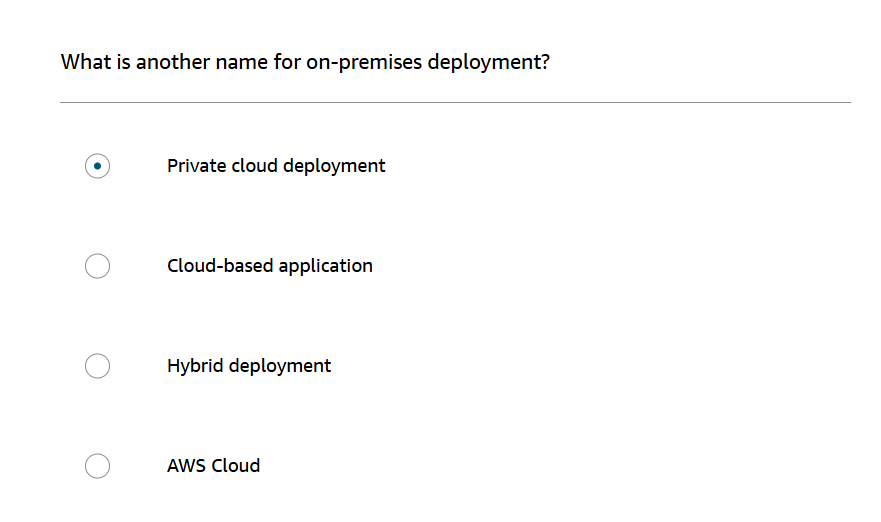 What is another name for on-premises deployment?
Private cloud deployment
Cloud-based application
Hybrid deployment
AWS Cloud